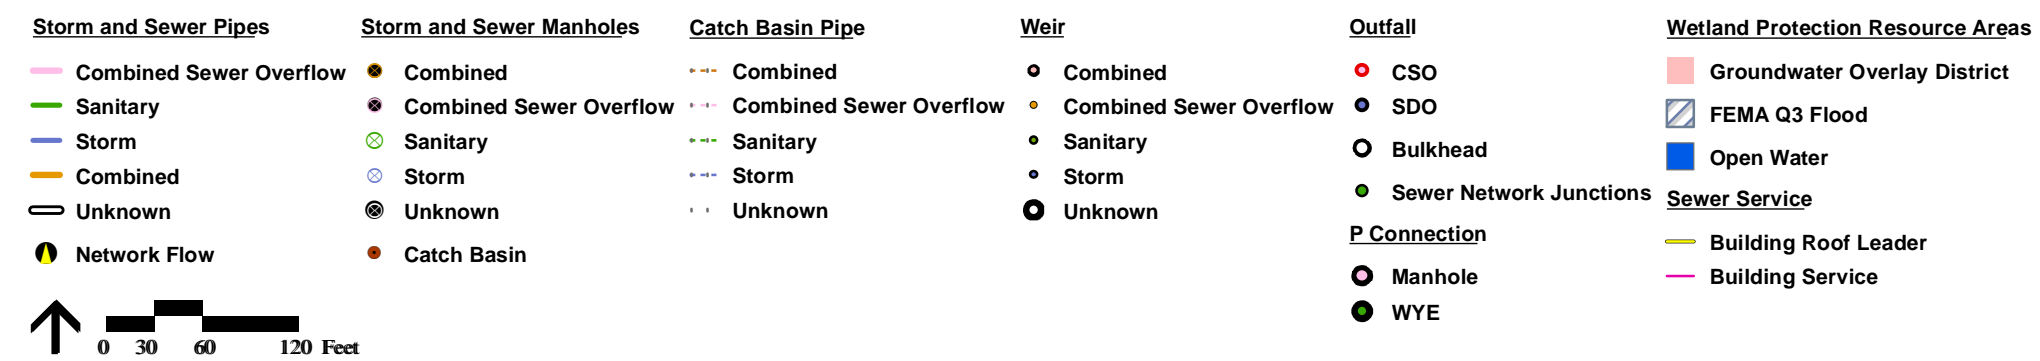 Storm and Sewer Pipes
Combined Sewer Overflow
Sanitary
Storm
Combined
Unknown
Network Flow
0 30 60 120 Feet
Storm and Sewer Manholes
Combined
Combined Sewer Overflow
Sanitary
Storm
Unknown
Catch Basin
Catch Basin Pipe
Combined
Combined Sewer Overflow
Sanitary
Storm
Unknown
Weir
Combined
Combined Sewer Overflow
Sanitary
Storm
Unknown
Outfall
CSO
SDO
Bulkhead
Sewer Network Junctions
P Connection
Manhole
WYE
Wetland Protection Resource Areas
Groundwater Overlay District
FEMA Q3 Flood
Open Water
Sewer Service
Building Roof Leader
Building Service